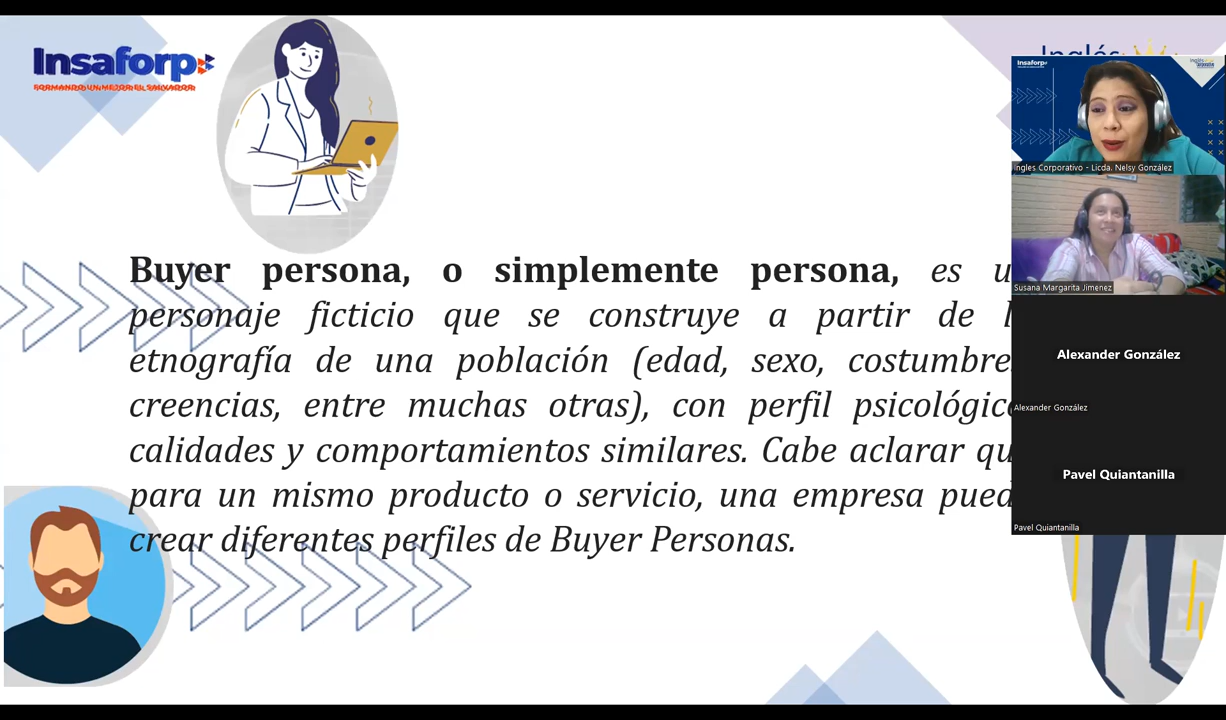 Insaforp
FORMANDO UN MEJOR EL SALVADOR
Inglés
Buyer persona, o simplemente persona, es u
personaje ficticio que se construye a partir de l
etnografía de una población (edad, sexo, costumbre
creencias, entre muchas otras), con perfil psicológic
calidades y comportamientos similares. Cabe aclarar qu
para un mismo producto o servicio, una empresa pued
crear diferentes perfiles de Buyer Personas.
Insaforp
Ingles Corporativo - Licda. Nelsy González
Susana Margarita Jimenez
Alexander González
Alexander González
Pavel Quiantanilla
Pavel Quiantanilla